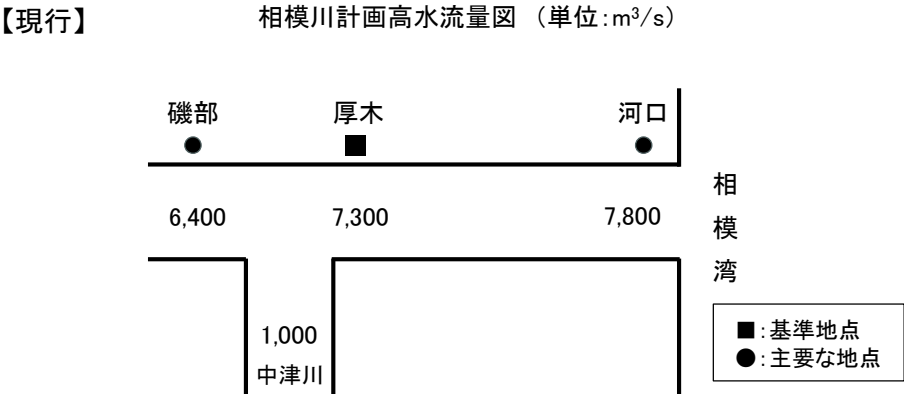 【現行】
相模川計画高水流量図 (単位:m³/s)
磯部
厚木
河口
6,400
7,300
7,800
相
模
湾
1,000
中津川
■:基準地点
●:主要な地点